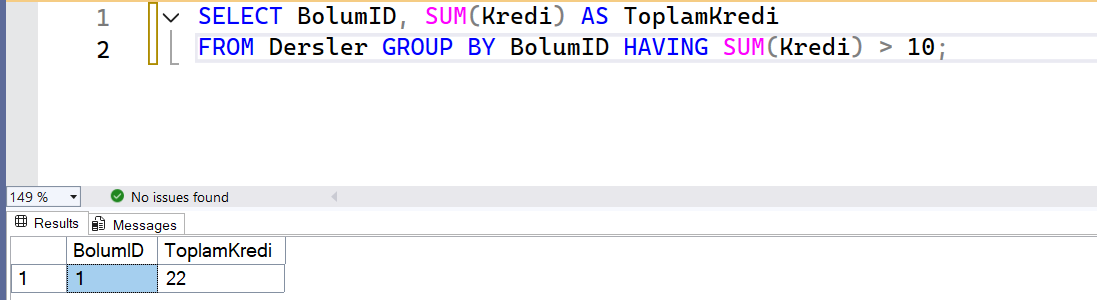 1 SELECT BolumID, SUM(Kredi) AS ToplamKredi
2 FROM Dersler GROUP BY BolumID HAVING SUM(Kredi) > 10;
149 % No issues found
Results Messages
BolumID ToplamKredi
1 1 22